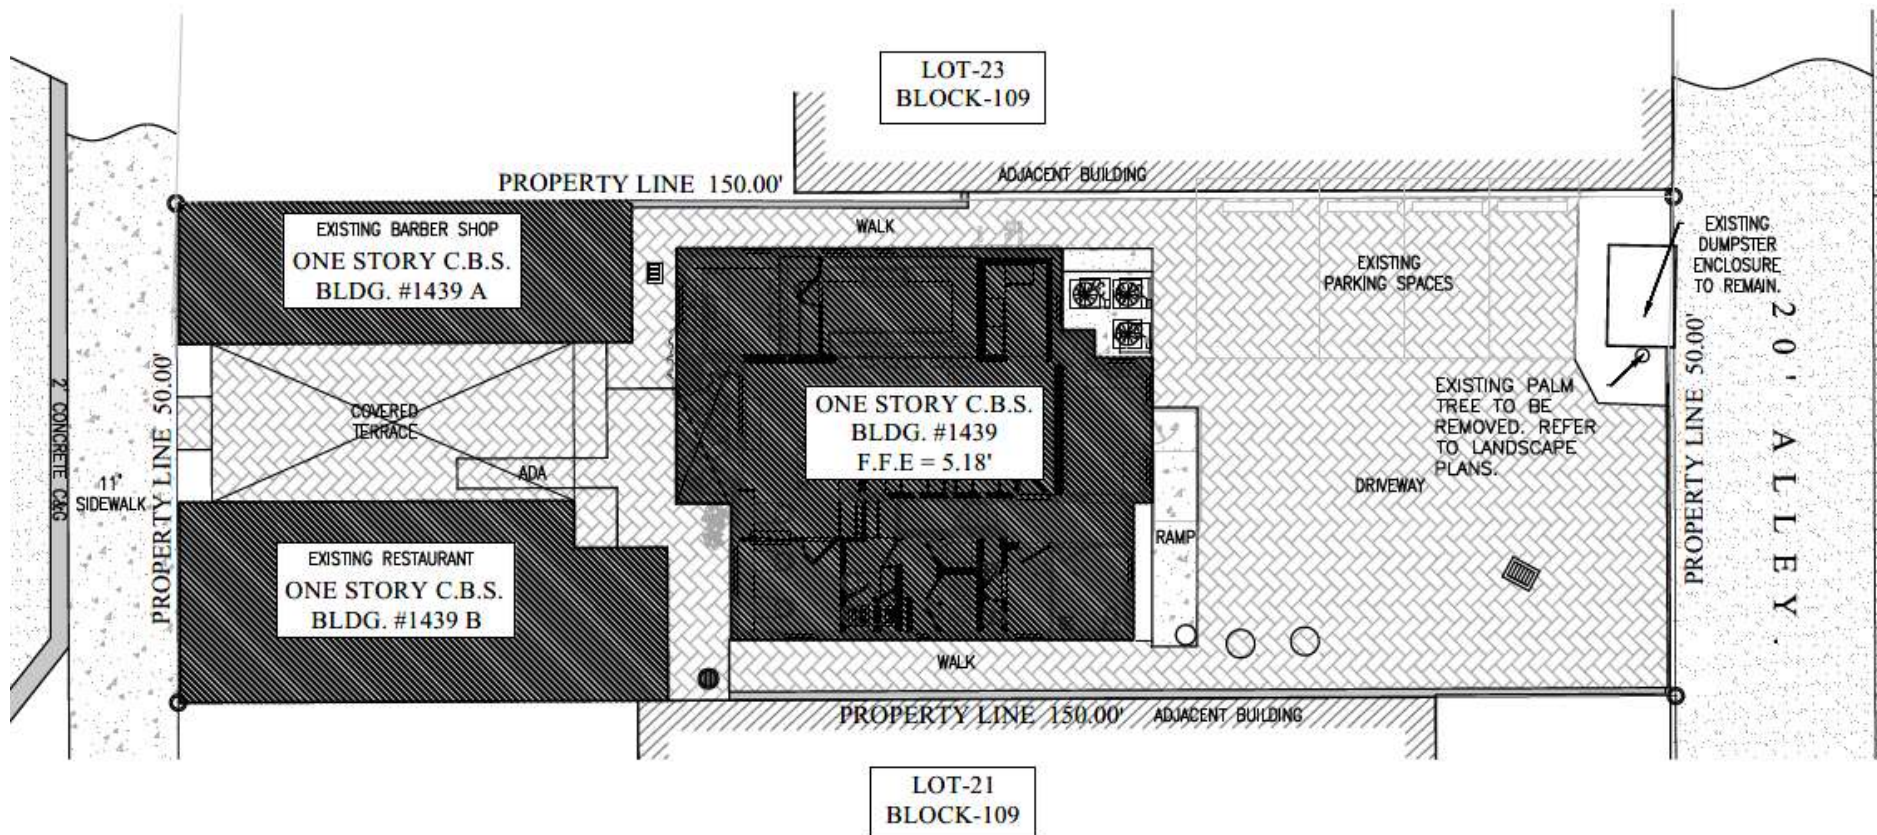 LOT-23
BLOCK-109
PROPERTY LINE 150.00'
ADJACENT BUILDING
EXISTING BARBER SHOP
ONE STORY C.B.S.
BLDG. #1439 A
WALK
EXISTING
PARKING SPACES
EXISTING
DUMPSTER
ENCLOSURE
TO REMAIN.
2' CONCRETE C&G
11'
SIDEWALK
PROPERTY LINE 50.00'
COVERED
TERRACE
ADA
ONE STORY C.B.S.
BLDG. #1439
F.F.E = 5.18'
EXISTING PALM
TREE TO BE
REMOVED. REFER
TO LANDSCAPE
PLANS.
DRIVEWAY
RAMP
PROPERTY LINE 50.00'
20' ALLEY.
EXISTING RESTAURANT
ONE STORY C.B.S.
BLDG. #1439 B
WALK
PROPERTY LINE 150.00'
ADJACENT BUILDING
LOT-21
BLOCK-109